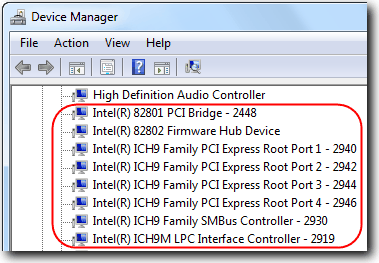 Device Manager
File Action View Help
High Definition Audio Controller
Intel(R) 82801 PCI Bridge - 2448
Intel(R) 82802 Firmware Hub Device
Intel(R) ICH9 Family PCI Express Root Port 1 - 2940
Intel(R) ICH9 Family PCI Express Root Port 2 - 2942
Intel(R) ICH9 Family PCI Express Root Port 3 - 2944
Intel(R) ICH9 Family PCI Express Root Port 4 - 2946
Intel(R) ICH9 Family SMBus Controller - 2930
Intel(R) ICH9M LPC Interface Controller - 2919